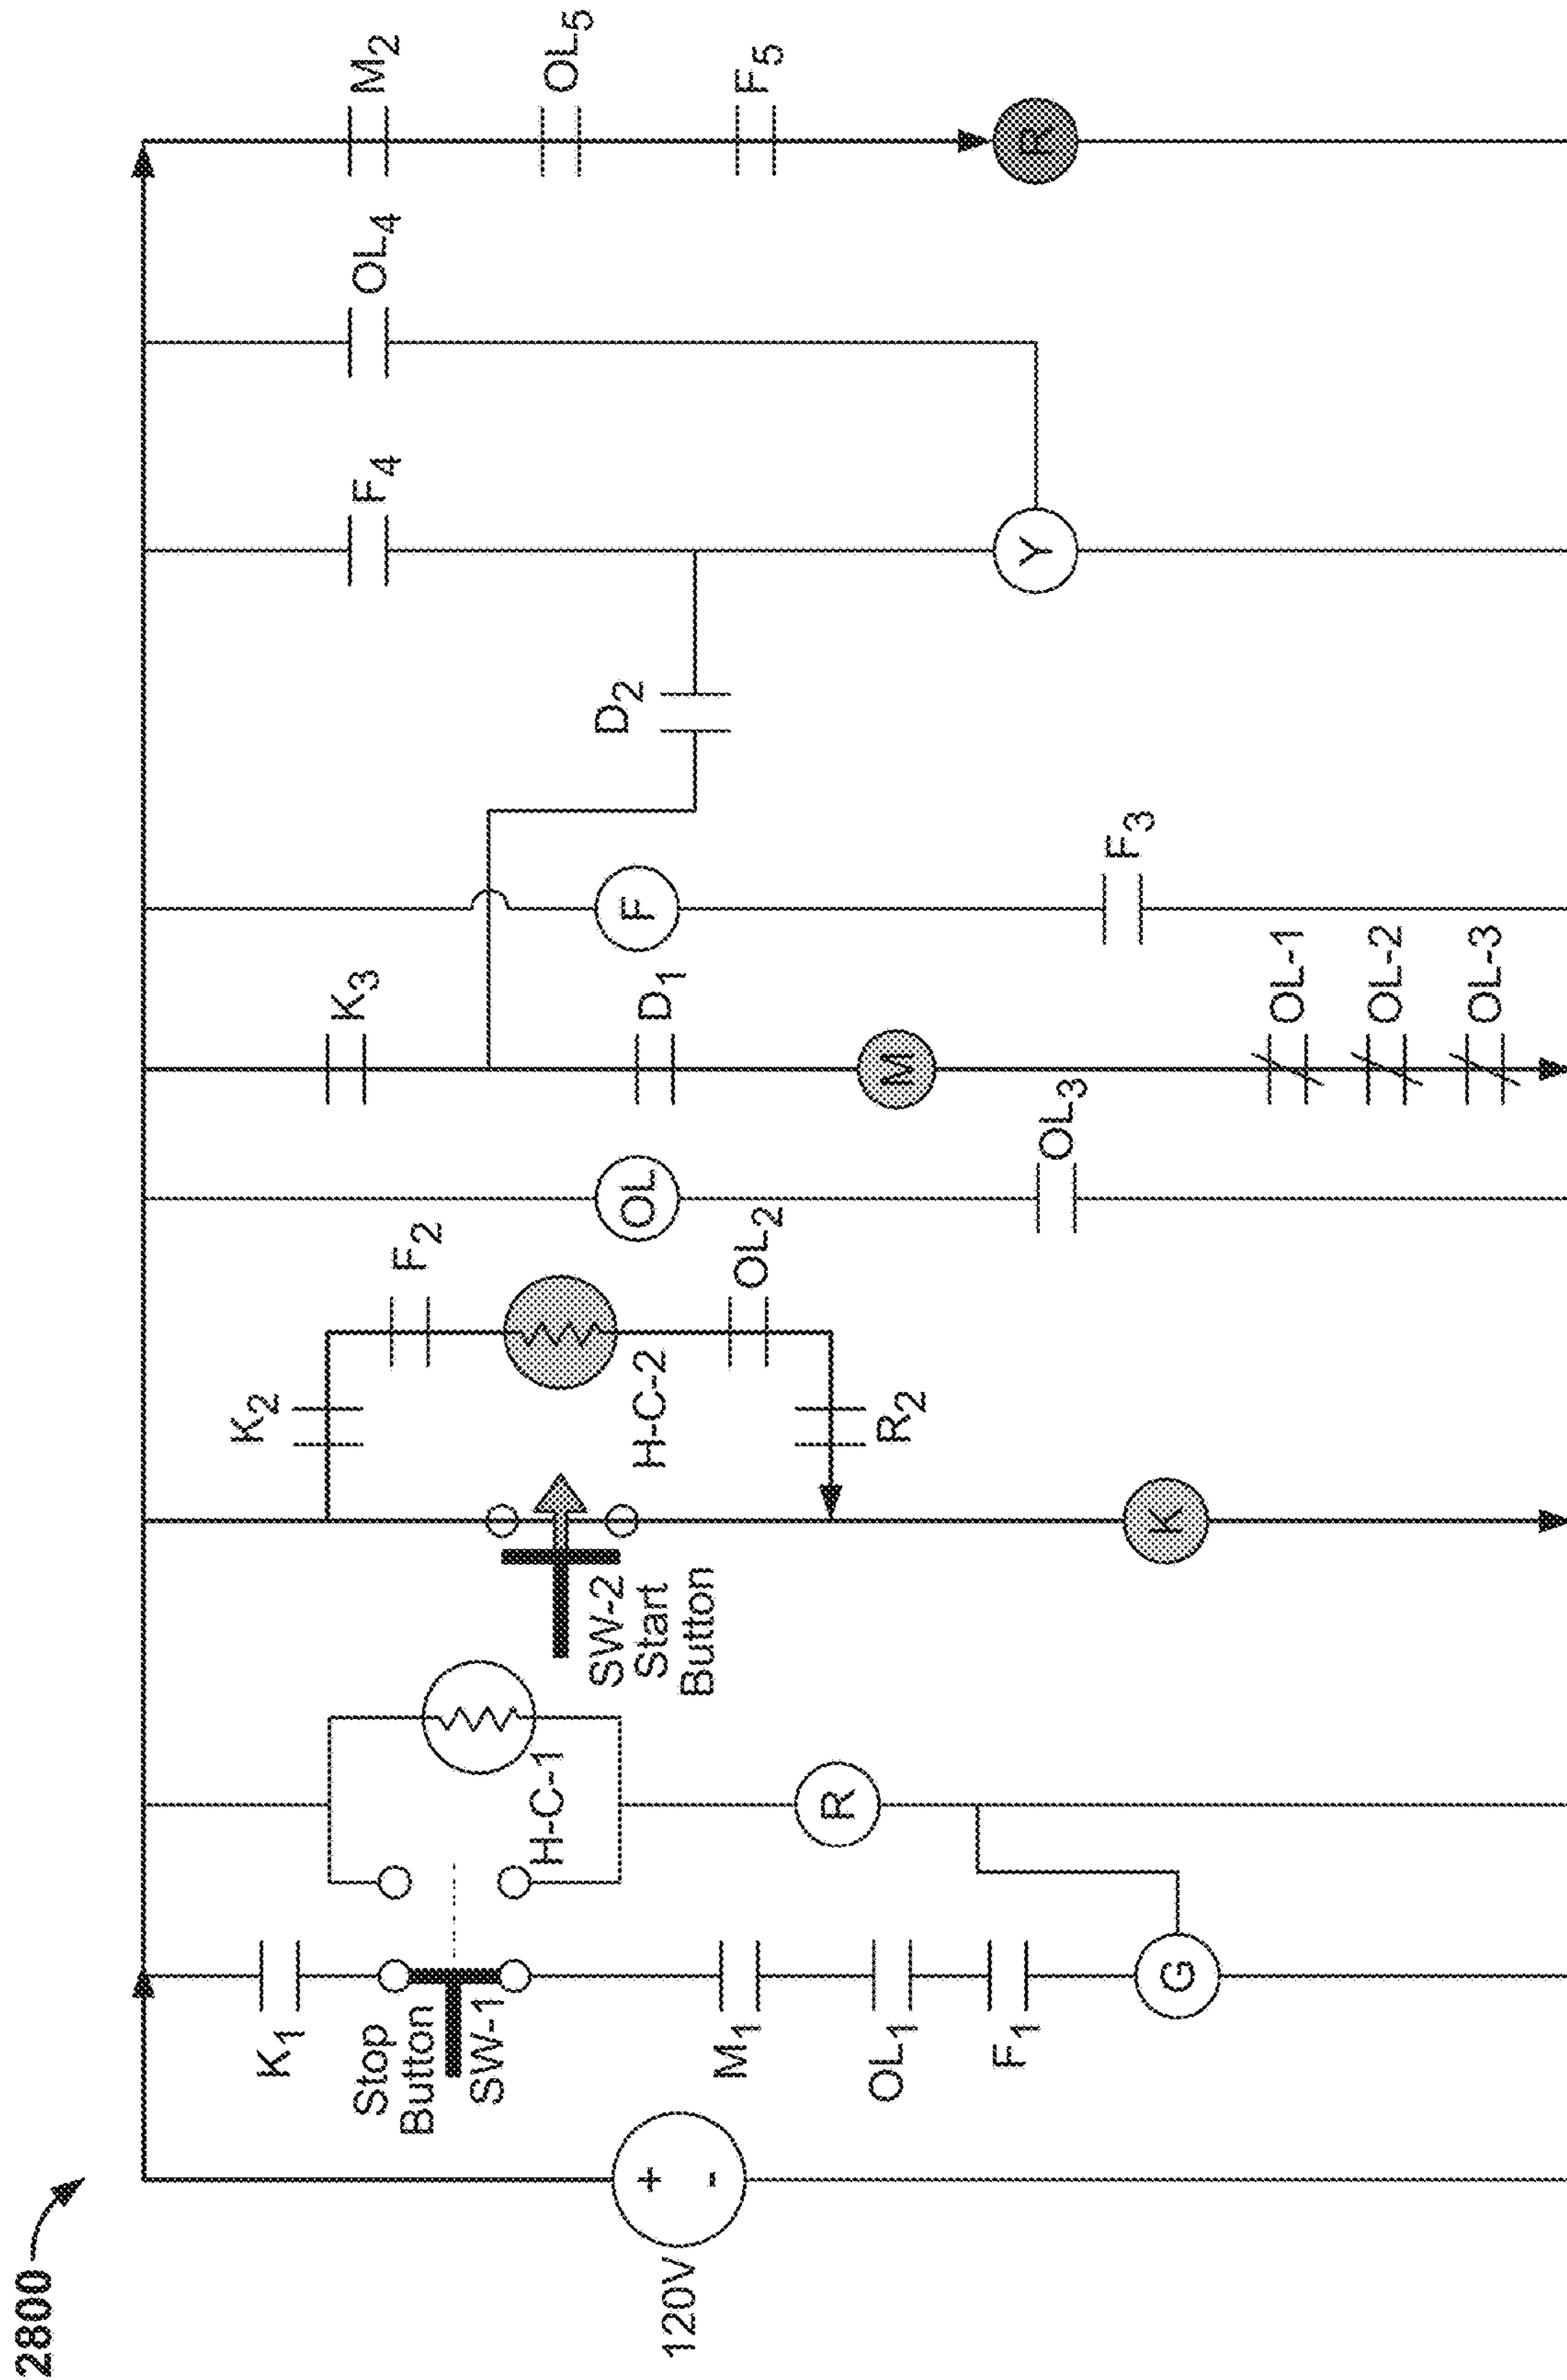 2800
120V
+
-
K1
Stop
Button
SW-1
M1
OL1
F1
G
H-C-1
R
SW-2
Start
Button
K2
F2
H-C-2
OL2
R2
K
OL
OL3
K3
D1
M
OL-1
OL-2
OL-3
F
F3
D2
F4
Y
OL4
M2
OL5
F5
R